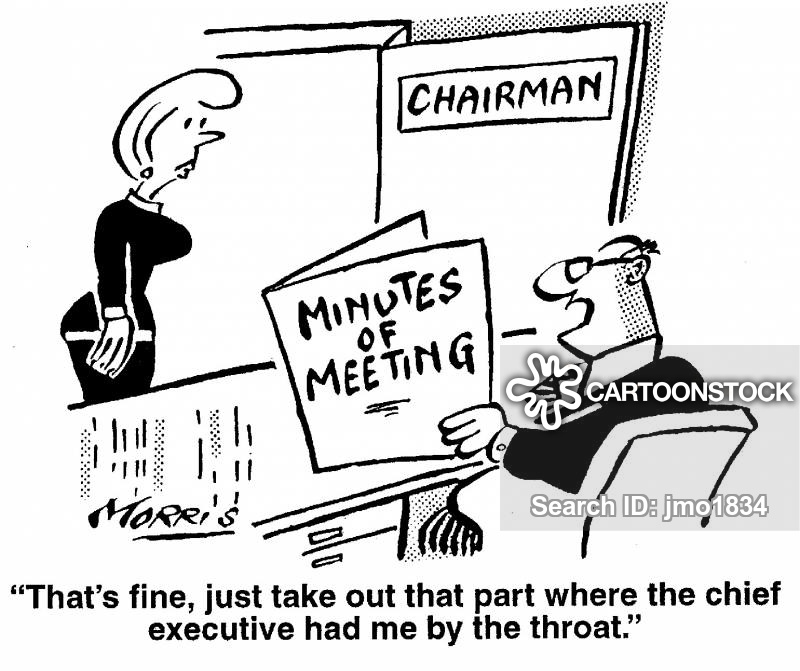 CHAIRMAN
MINUTES
OF
MEETING
CARTOONSTOCK
Search ID: jmo1834
MORRIS
“That’s fine, just take out that part where the chief
executive had me by the throat.”